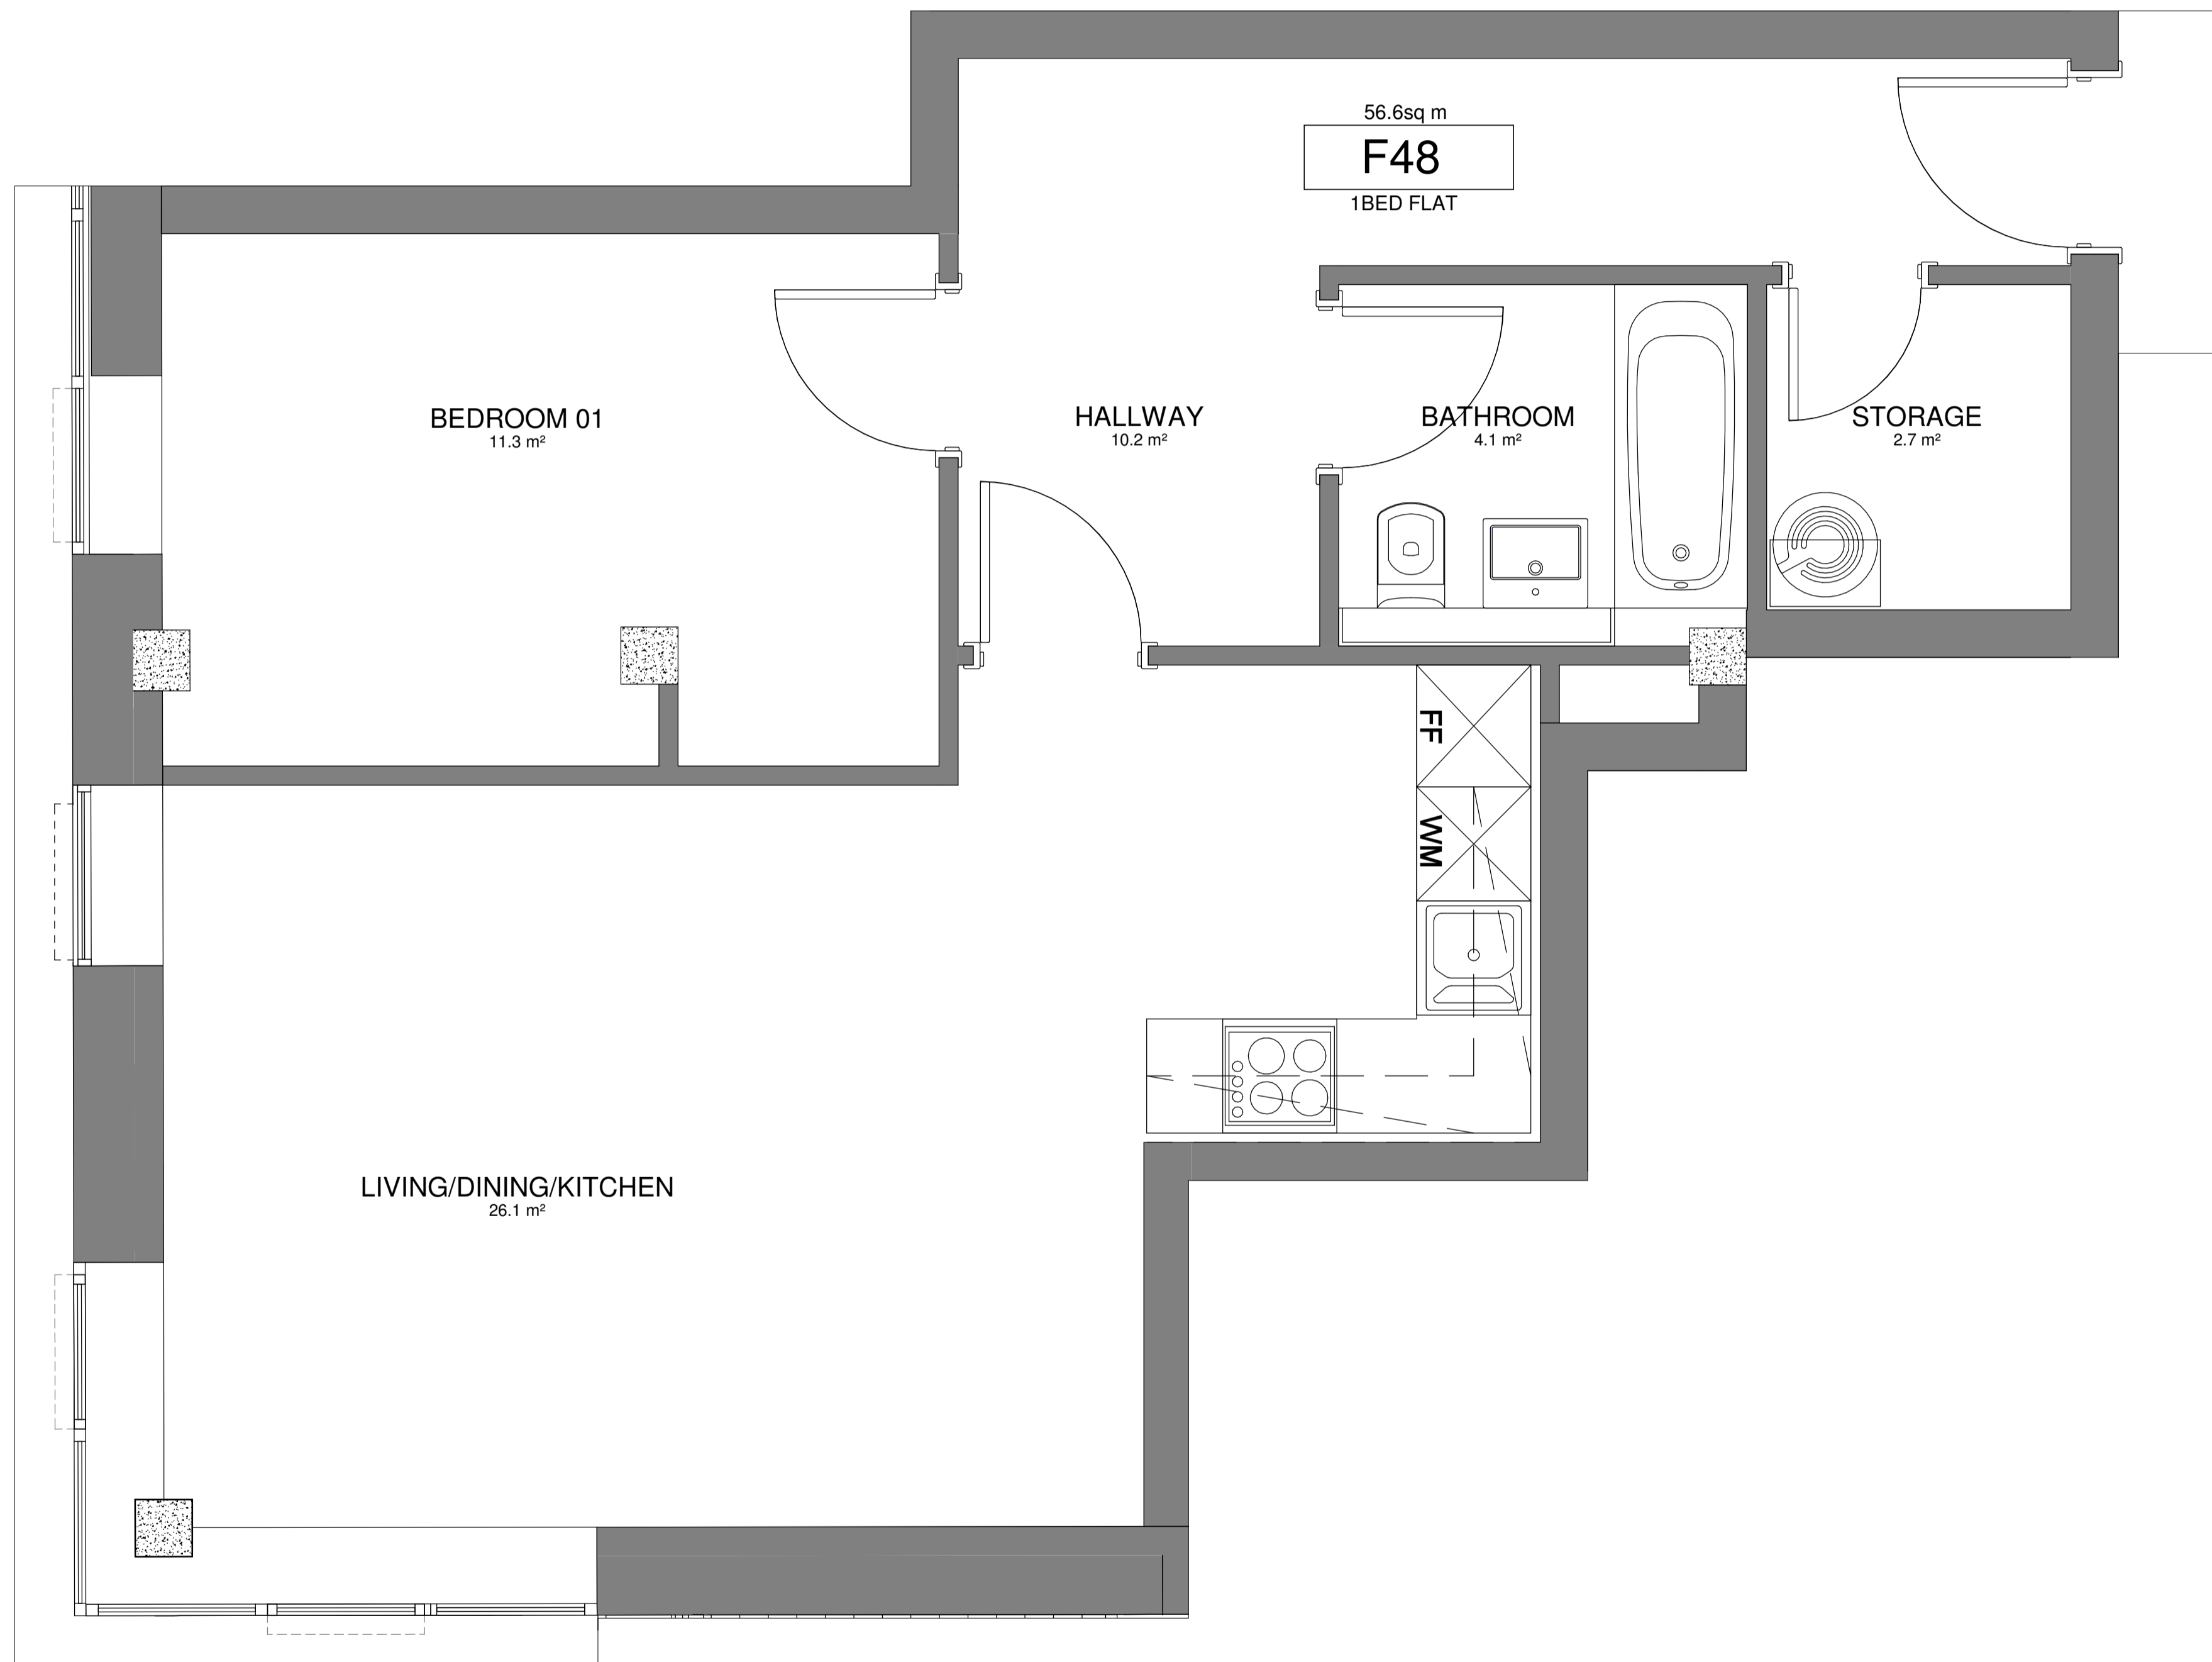 56.6sq m
F48
1BED FLAT
BEDROOM 01
11.3 m²
HALLWAY
10.2 m²
BATHROOM
4.1 m²
STORAGE
2.7 m²
FF
WM
LIVING/DINING/KITCHEN
26.1 m²